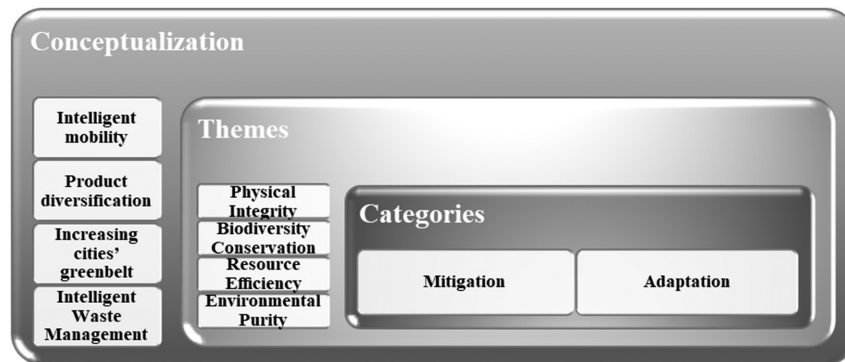 Conceptualization
Intelligent
mobility
Product
diversification
Increasing
cities’
greenbelt
Intelligent
Waste
Management
Themes
Physical
Integrity
Biodiversity
Conservation
Resource
Efficiency
Environmental
Purity
Categories
Mitigation
Adaptation